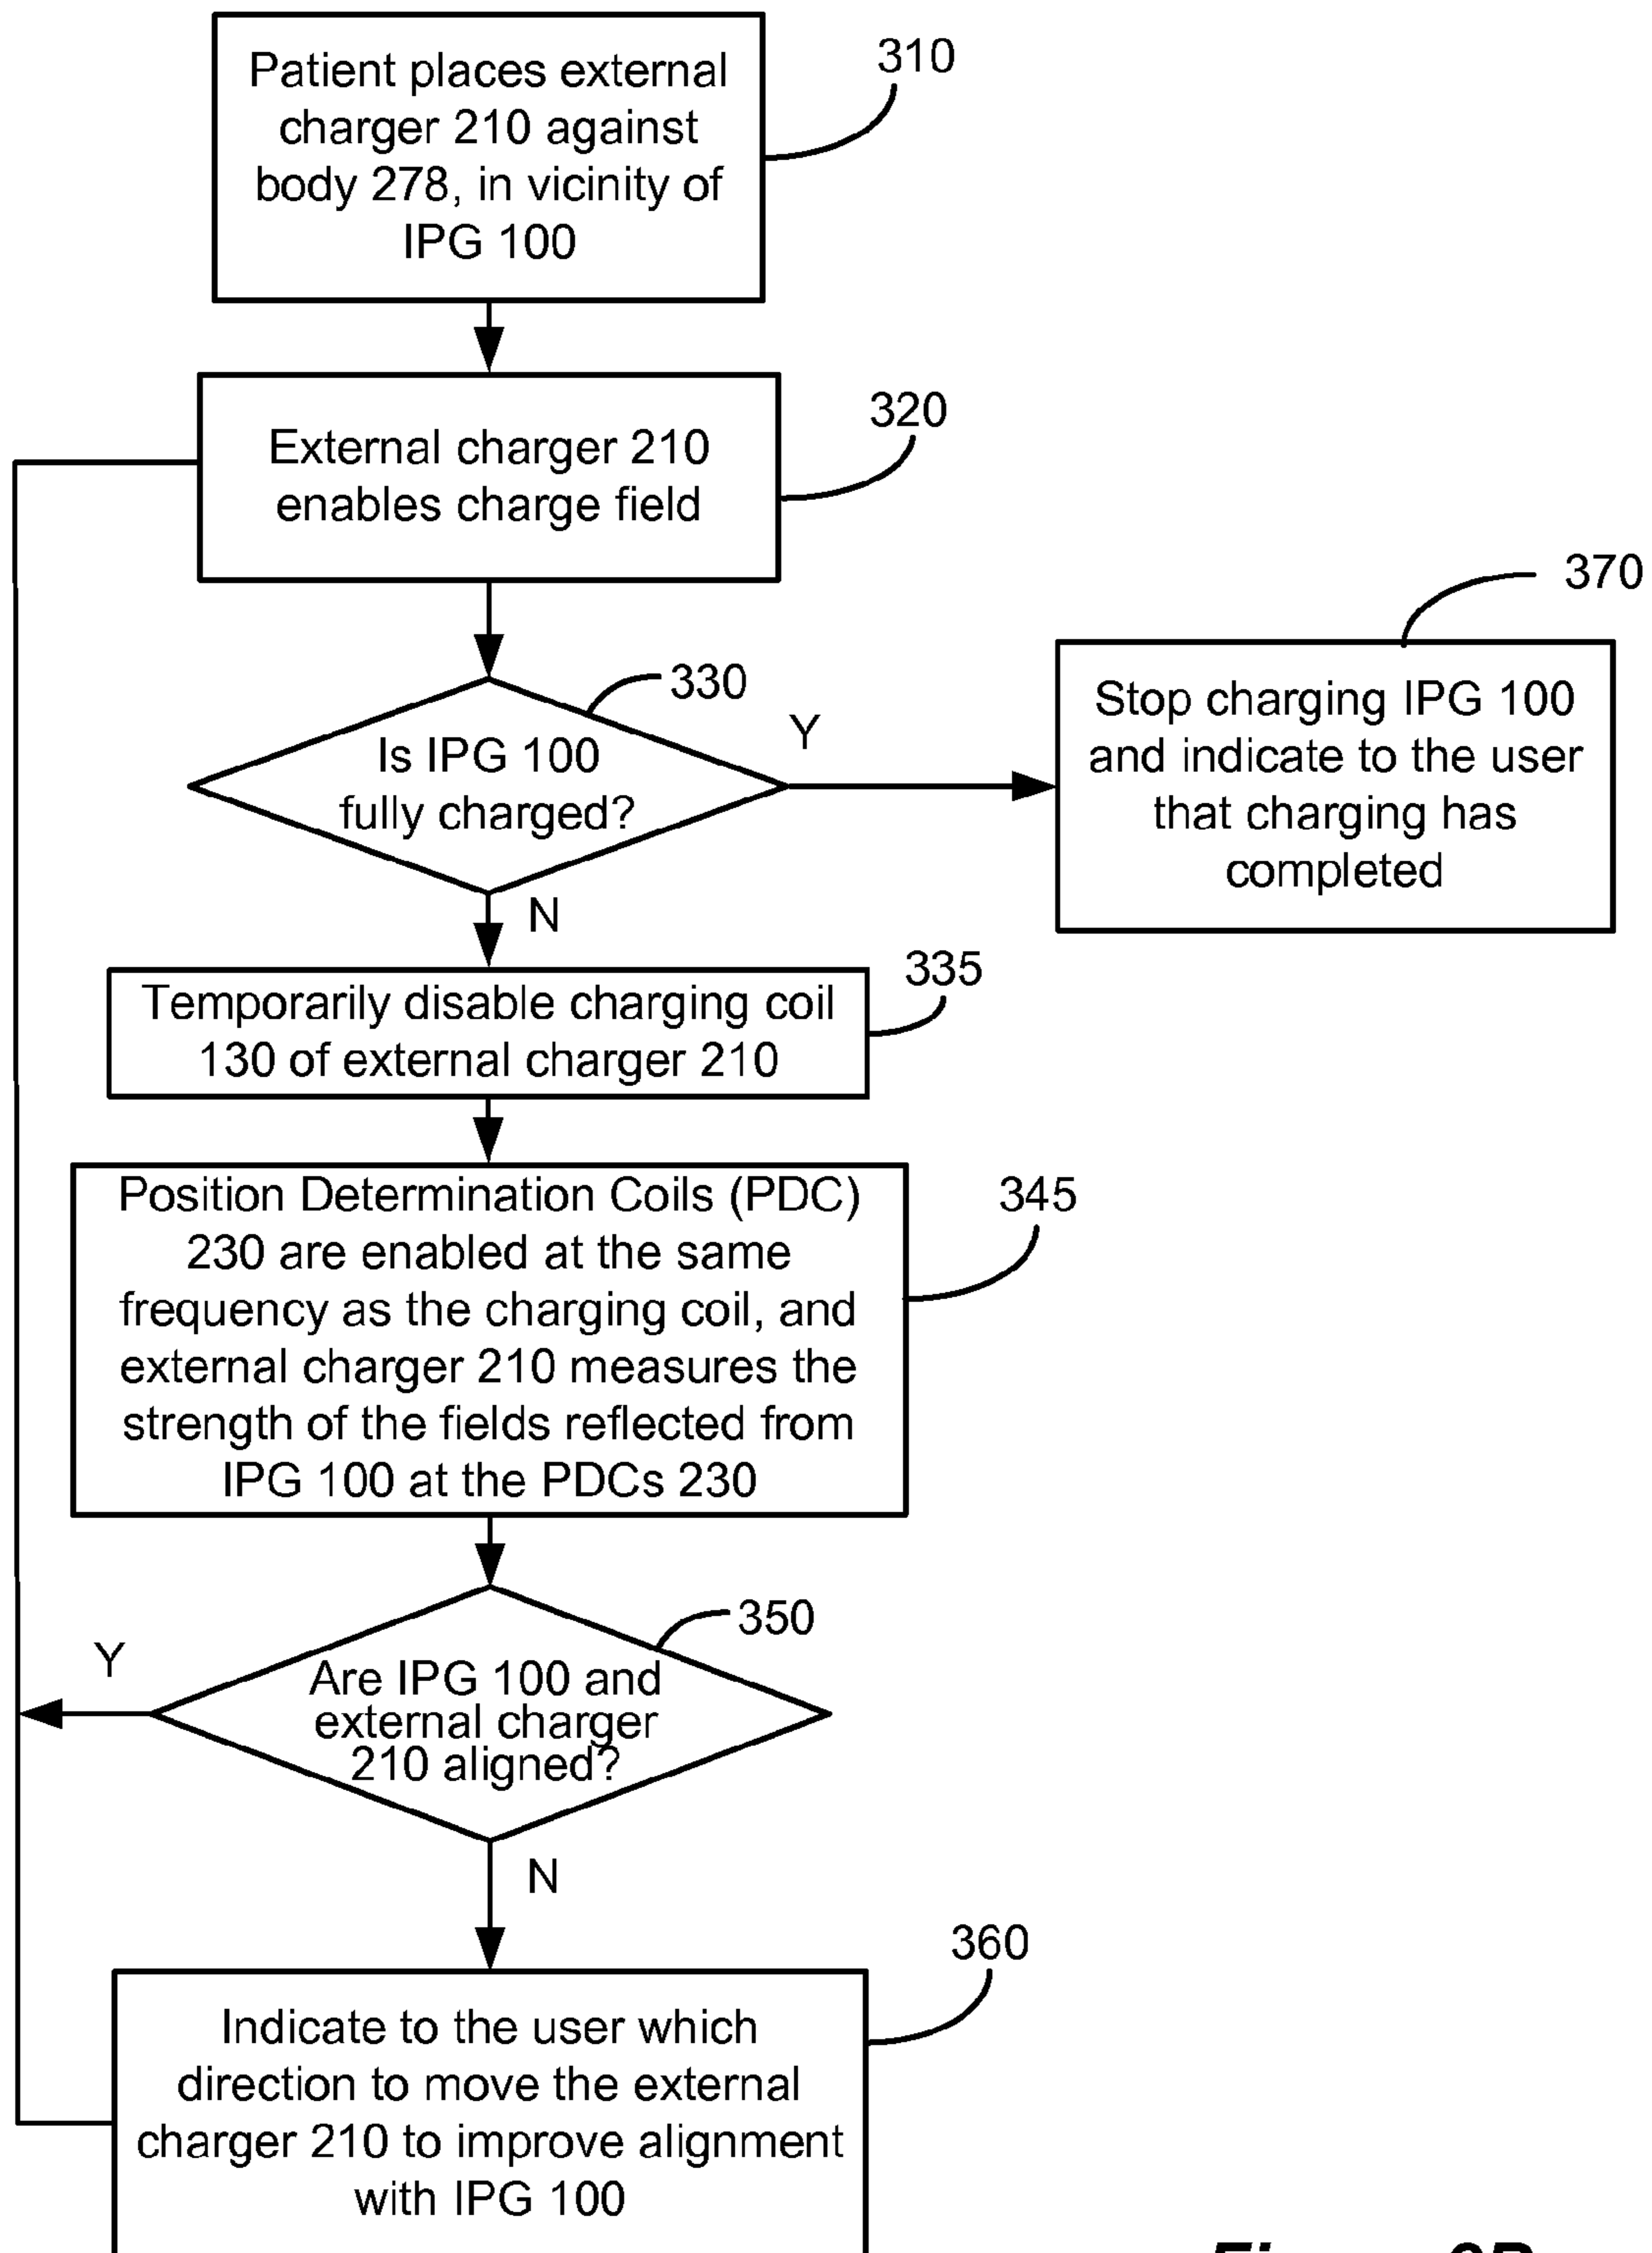 Patient places external
charger 210 against
body 278, in vicinity of
IPG 100
310
External charger 210
enables charge field
320
330
Is IPG 100
fully charged?
Y
N
370
Stop charging IPG 100
and indicate to the user
that charging has
completed
335
Temporarily disable charging coil
130 of external charger 210
Position Determination Coils (PDC)
230 are enabled at the same
frequency as the charging coil, and
external charger 210 measures the
strength of the fields reflected from
IPG 100 at the PDCs 230
345
350
Are IPG 100 and
external charger
210 aligned?
Y
N
360
Indicate to the user which
direction to move the external
charger 210 to improve alignment
with IPG 100